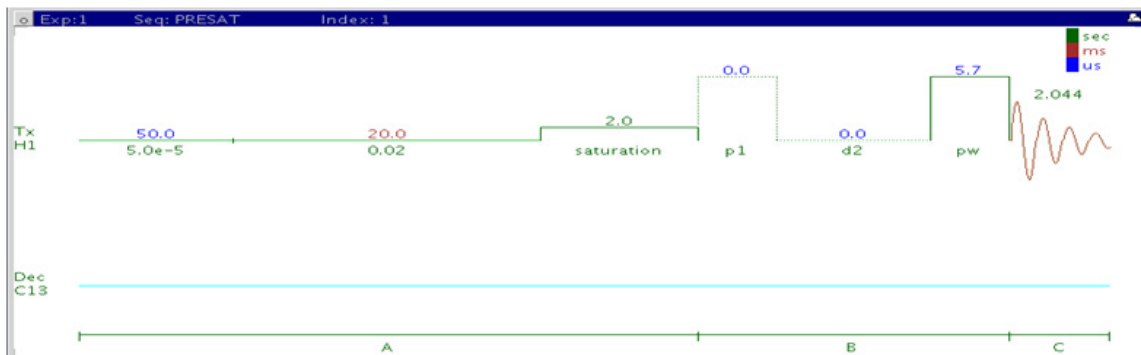 Exp:1 Seq: PRESAT Index: 1
sec
ms
us
0.0 5.7
2.044
2.0
Tx 50.0 20.0 0.0
H1 5.0e-5 0.02 saturation p1 d2 pw
Dec
C13
A B C